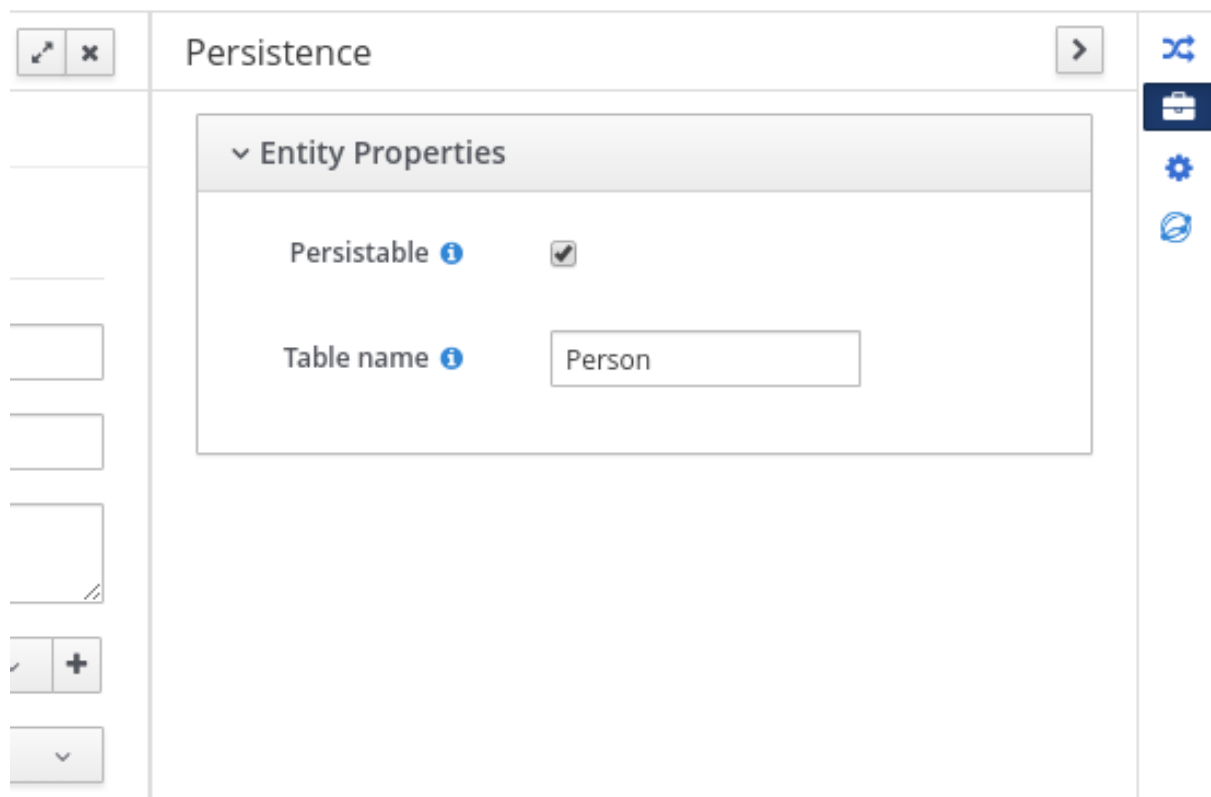 Persistence
Entity Properties
Persistable
Table name
Person